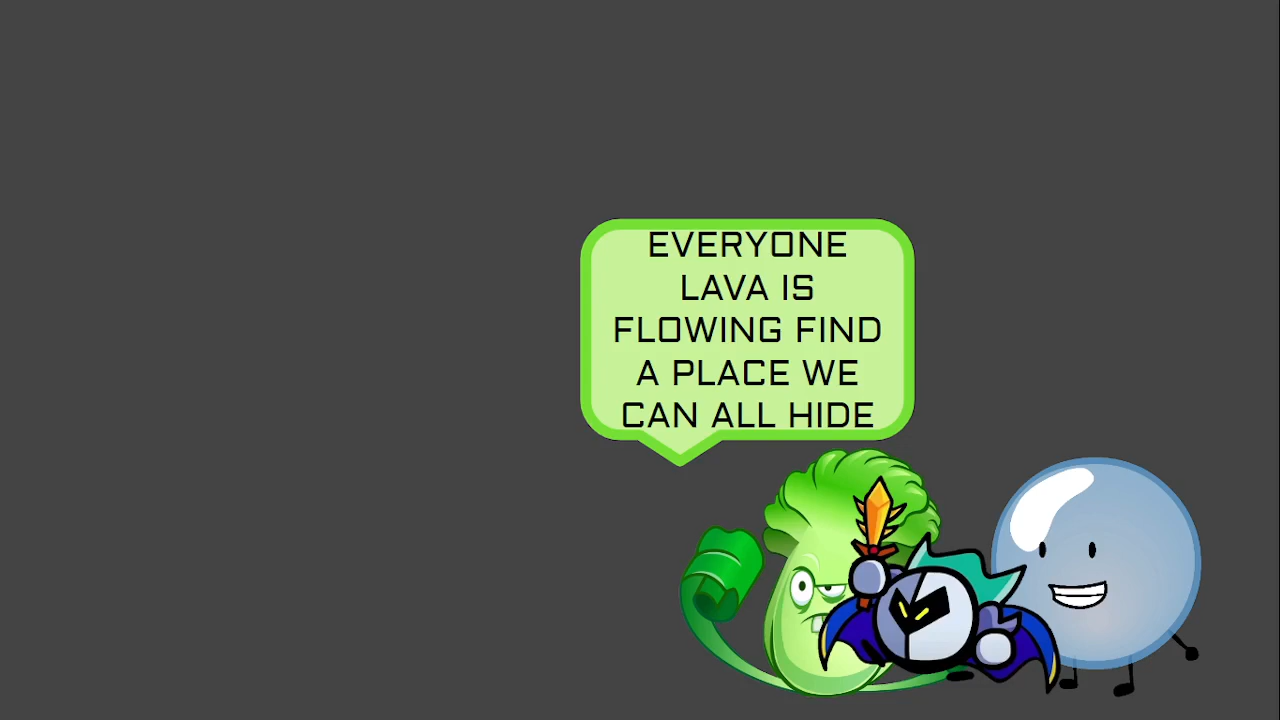 EVERYONE
LAVA IS
FLOWING FIND
A PLACE WE
CAN ALL HIDE